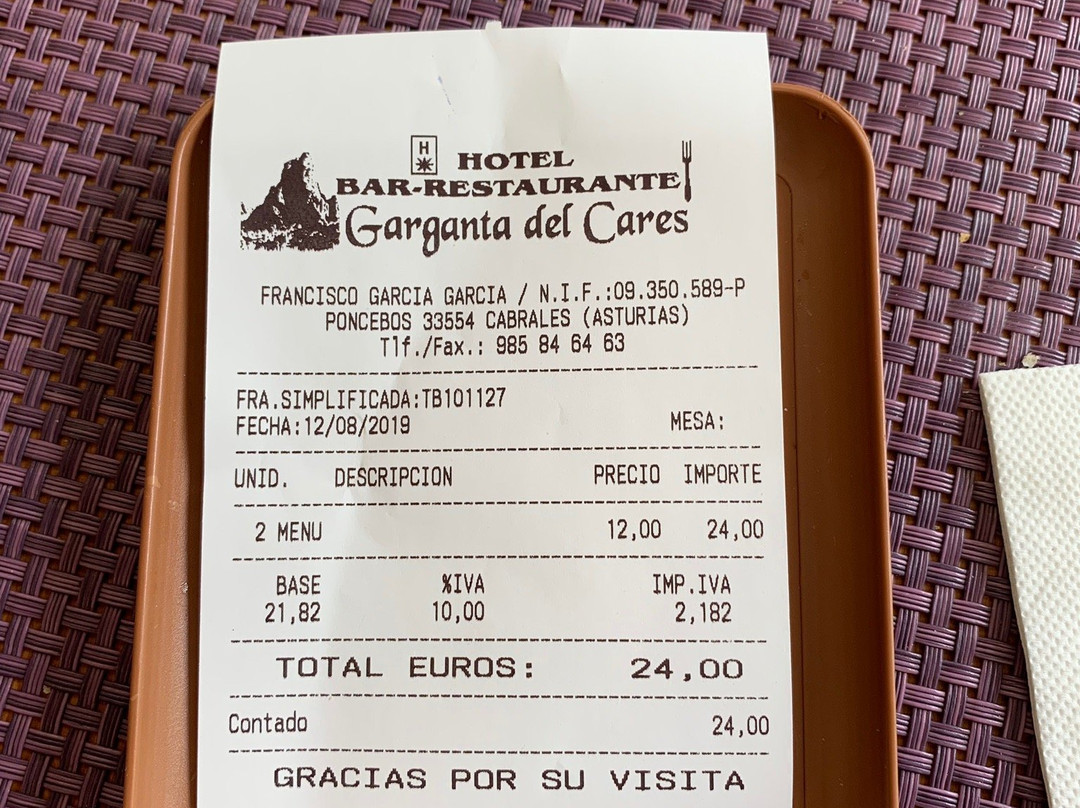 H
HOTEL
BAR-RESTAURANTE
Garganta del Cares
FRANCISCO GARCIA GARCIA / N.I.F.:09.350.589-P
PONCEBOS 33554 CABRALES (ASTURIAS)
Tlf./Fax.: 985 84 64 63
FRA.SIMPLIFICADA:TB101127
FECHA:12/08/2019 MESA:
UNID. DESCRIPCION PRECIO IMPORTE
2 MENU 12,00 24,00
BASE %IVA IMP.IVA
21,82 10,00 2,182
TOTAL EUROS: 24,00
Contado 24,00
GRACIAS POR SU VISITA